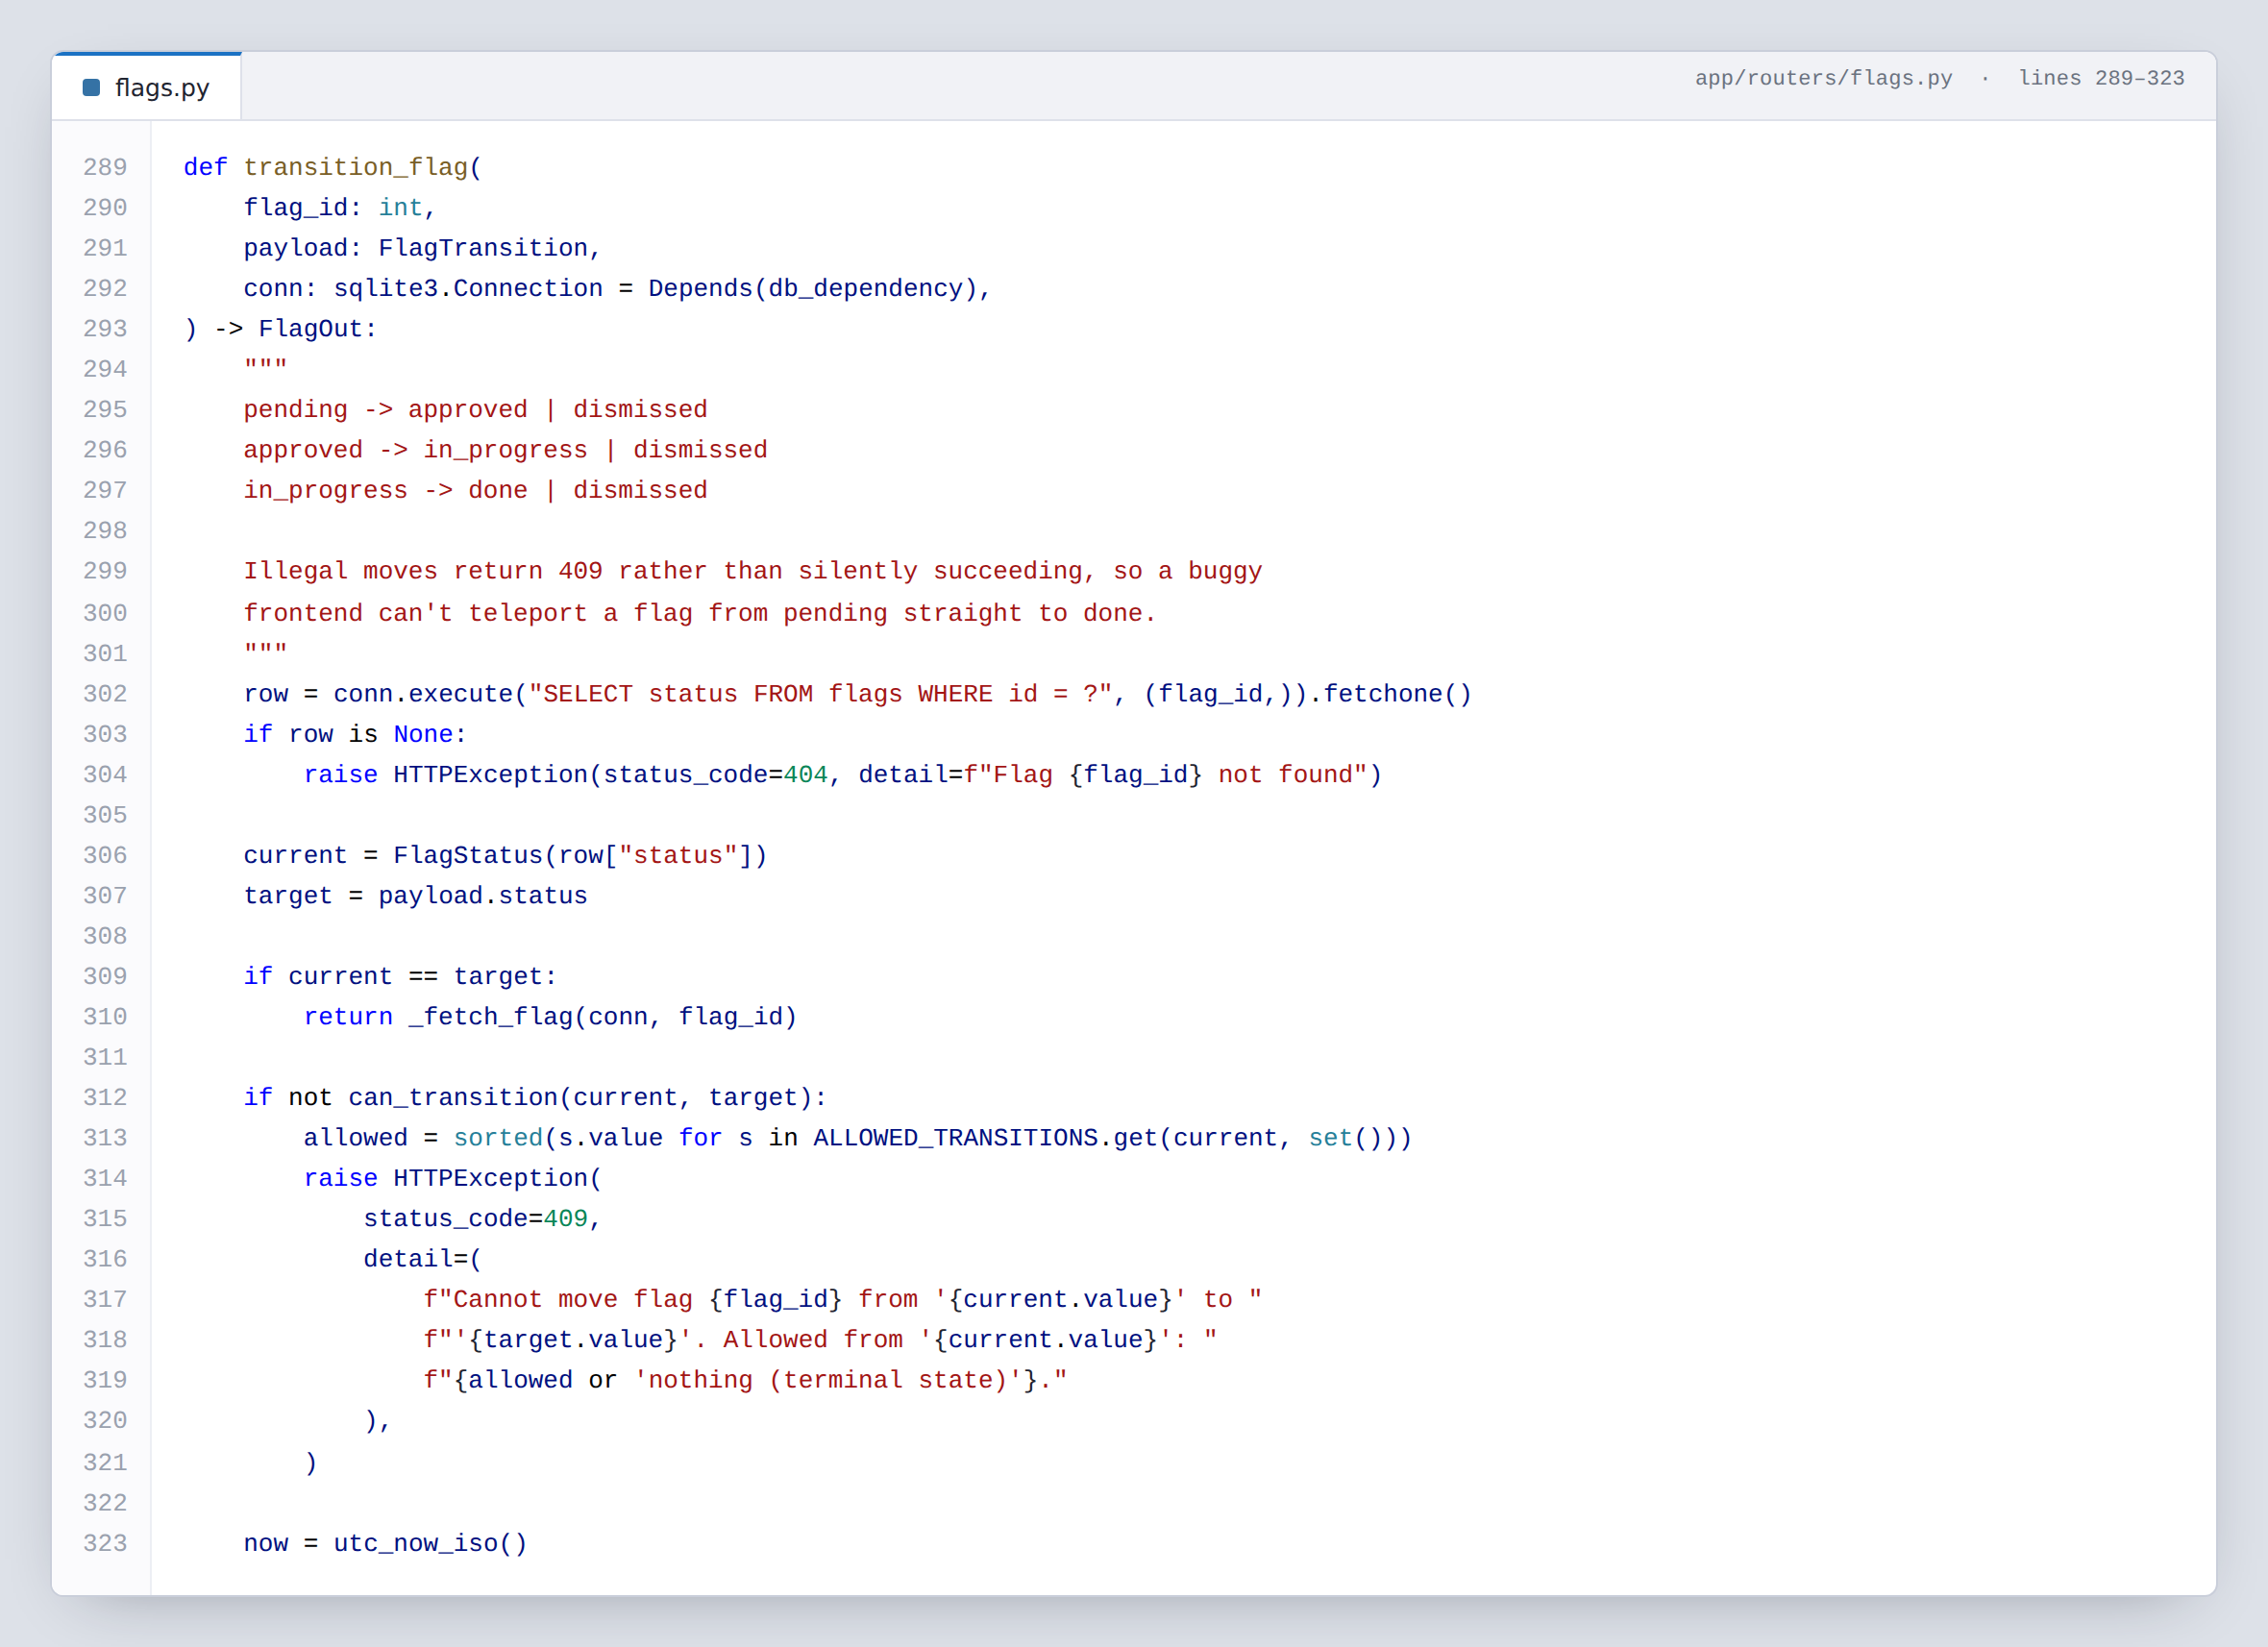 flags.py
app/routers/flags.py · lines 289–323
289 def transition_flag(
290     flag_id: int,
291     payload: FlagTransition,
292     conn: sqlite3.Connection = Depends(db_dependency),
293 ) -> FlagOut:
294     """
295     pending -> approved | dismissed
296     approved -> in_progress | dismissed
297     in_progress -> done | dismissed
298
299     Illegal moves return 409 rather than silently succeeding, so a buggy
300     frontend can't teleport a flag from pending straight to done.
301     """
302     row = conn.execute("SELECT status FROM flags WHERE id = ?", (flag_id,)).fetchone()
303     if row is None:
304         raise HTTPException(status_code=404, detail=f"Flag {flag_id} not found")
305
306     current = FlagStatus(row["status"])
307     target = payload.status
308
309     if current == target:
310         return _fetch_flag(conn, flag_id)
311
312     if not can_transition(current, target):
313         allowed = sorted(s.value for s in ALLOWED_TRANSITIONS.get(current, set()))
314         raise HTTPException(
315             status_code=409,
316             detail=(
317                 f"Cannot move flag {flag_id} from '{current.value}' to "
318                 f"'{target.value}'. Allowed from '{current.value}': "
319                 f"{allowed or 'nothing (terminal state)'}."
320             ),
321         )
322
323     now = utc_now_iso()